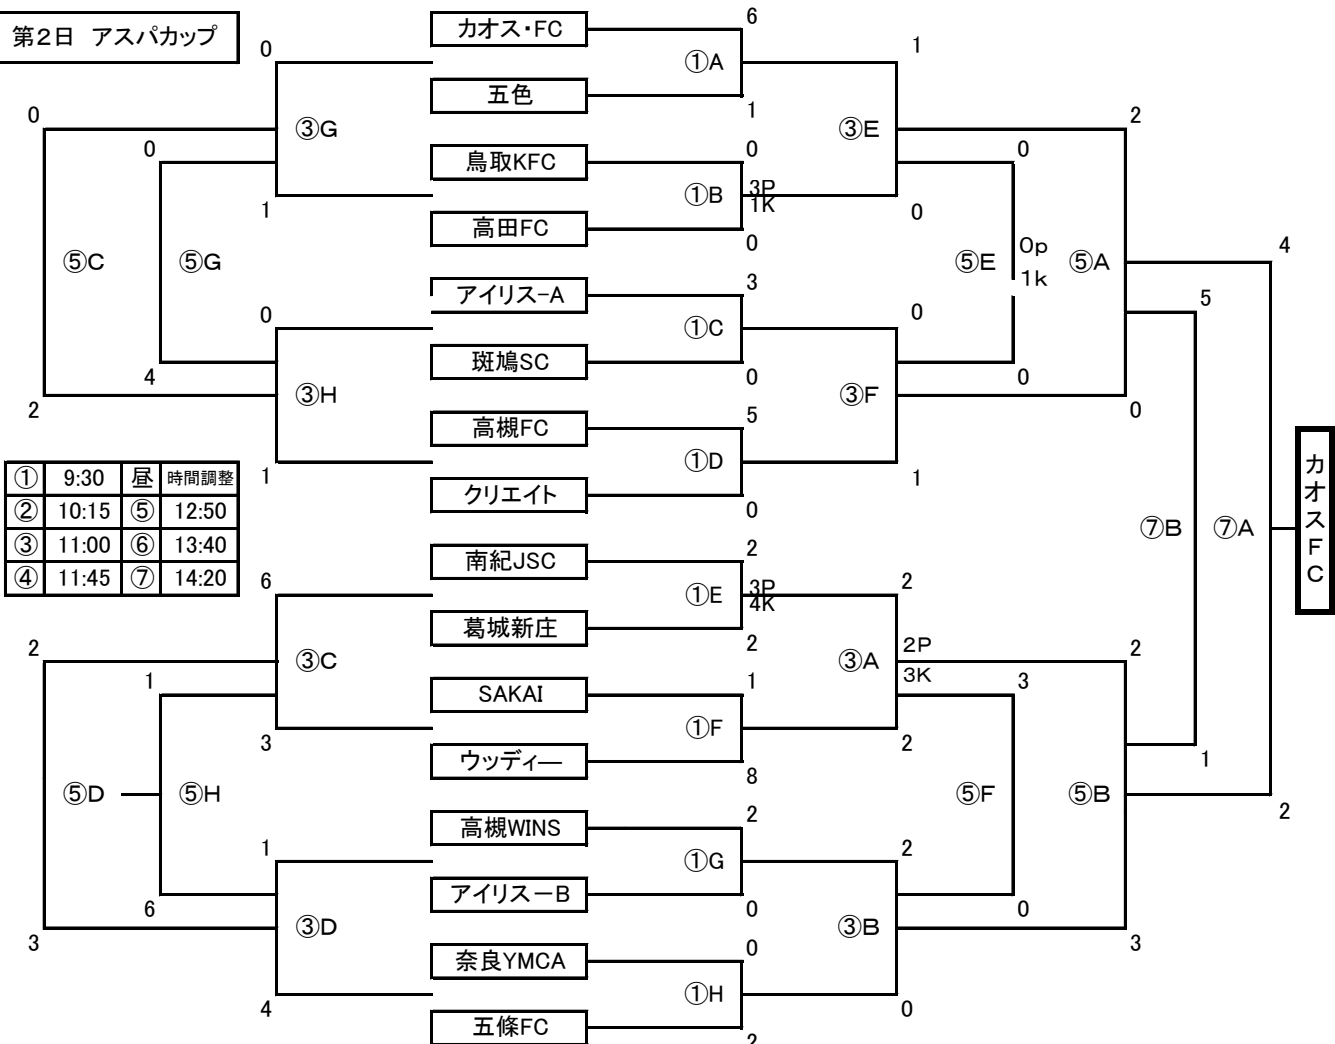 第2日 アスパカップ
カオス・FC
五色
鳥取KFC
高田FC
アイリス-A
斑鳩SC
高槻FC
クリエイト
南紀JSC
葛城新庄
SAKAI
ウッディ―
高槻WINS
アイリスーB
奈良YMCA
五條FC
6
①A
1
0
①B
3P
1K
0
3
①C
0
5
①D
0
2
①E
3P
4K
2
1
①F
8
2
①G
0
0
①H
2
1
③E
0
0
③F
1
2
③A
2P
3K
2
2
③B
0
0
⑤E
0p
1k
0
3
⑤F
0
2
⑤A
0
2
⑤B
3
5
⑦B
1
4
⑦A
2
カオスFC
0
③G
1
0
③H
1
6
③C
3
1
③D
4
0
⑤G
4
1
⑤H
6
0
⑤C
2
2
⑤D
3
① 9:30 昼 時間調整
② 10:15 ⑤ 12:50
③ 11:00 ⑥ 13:40
④ 11:45 ⑦ 14:20